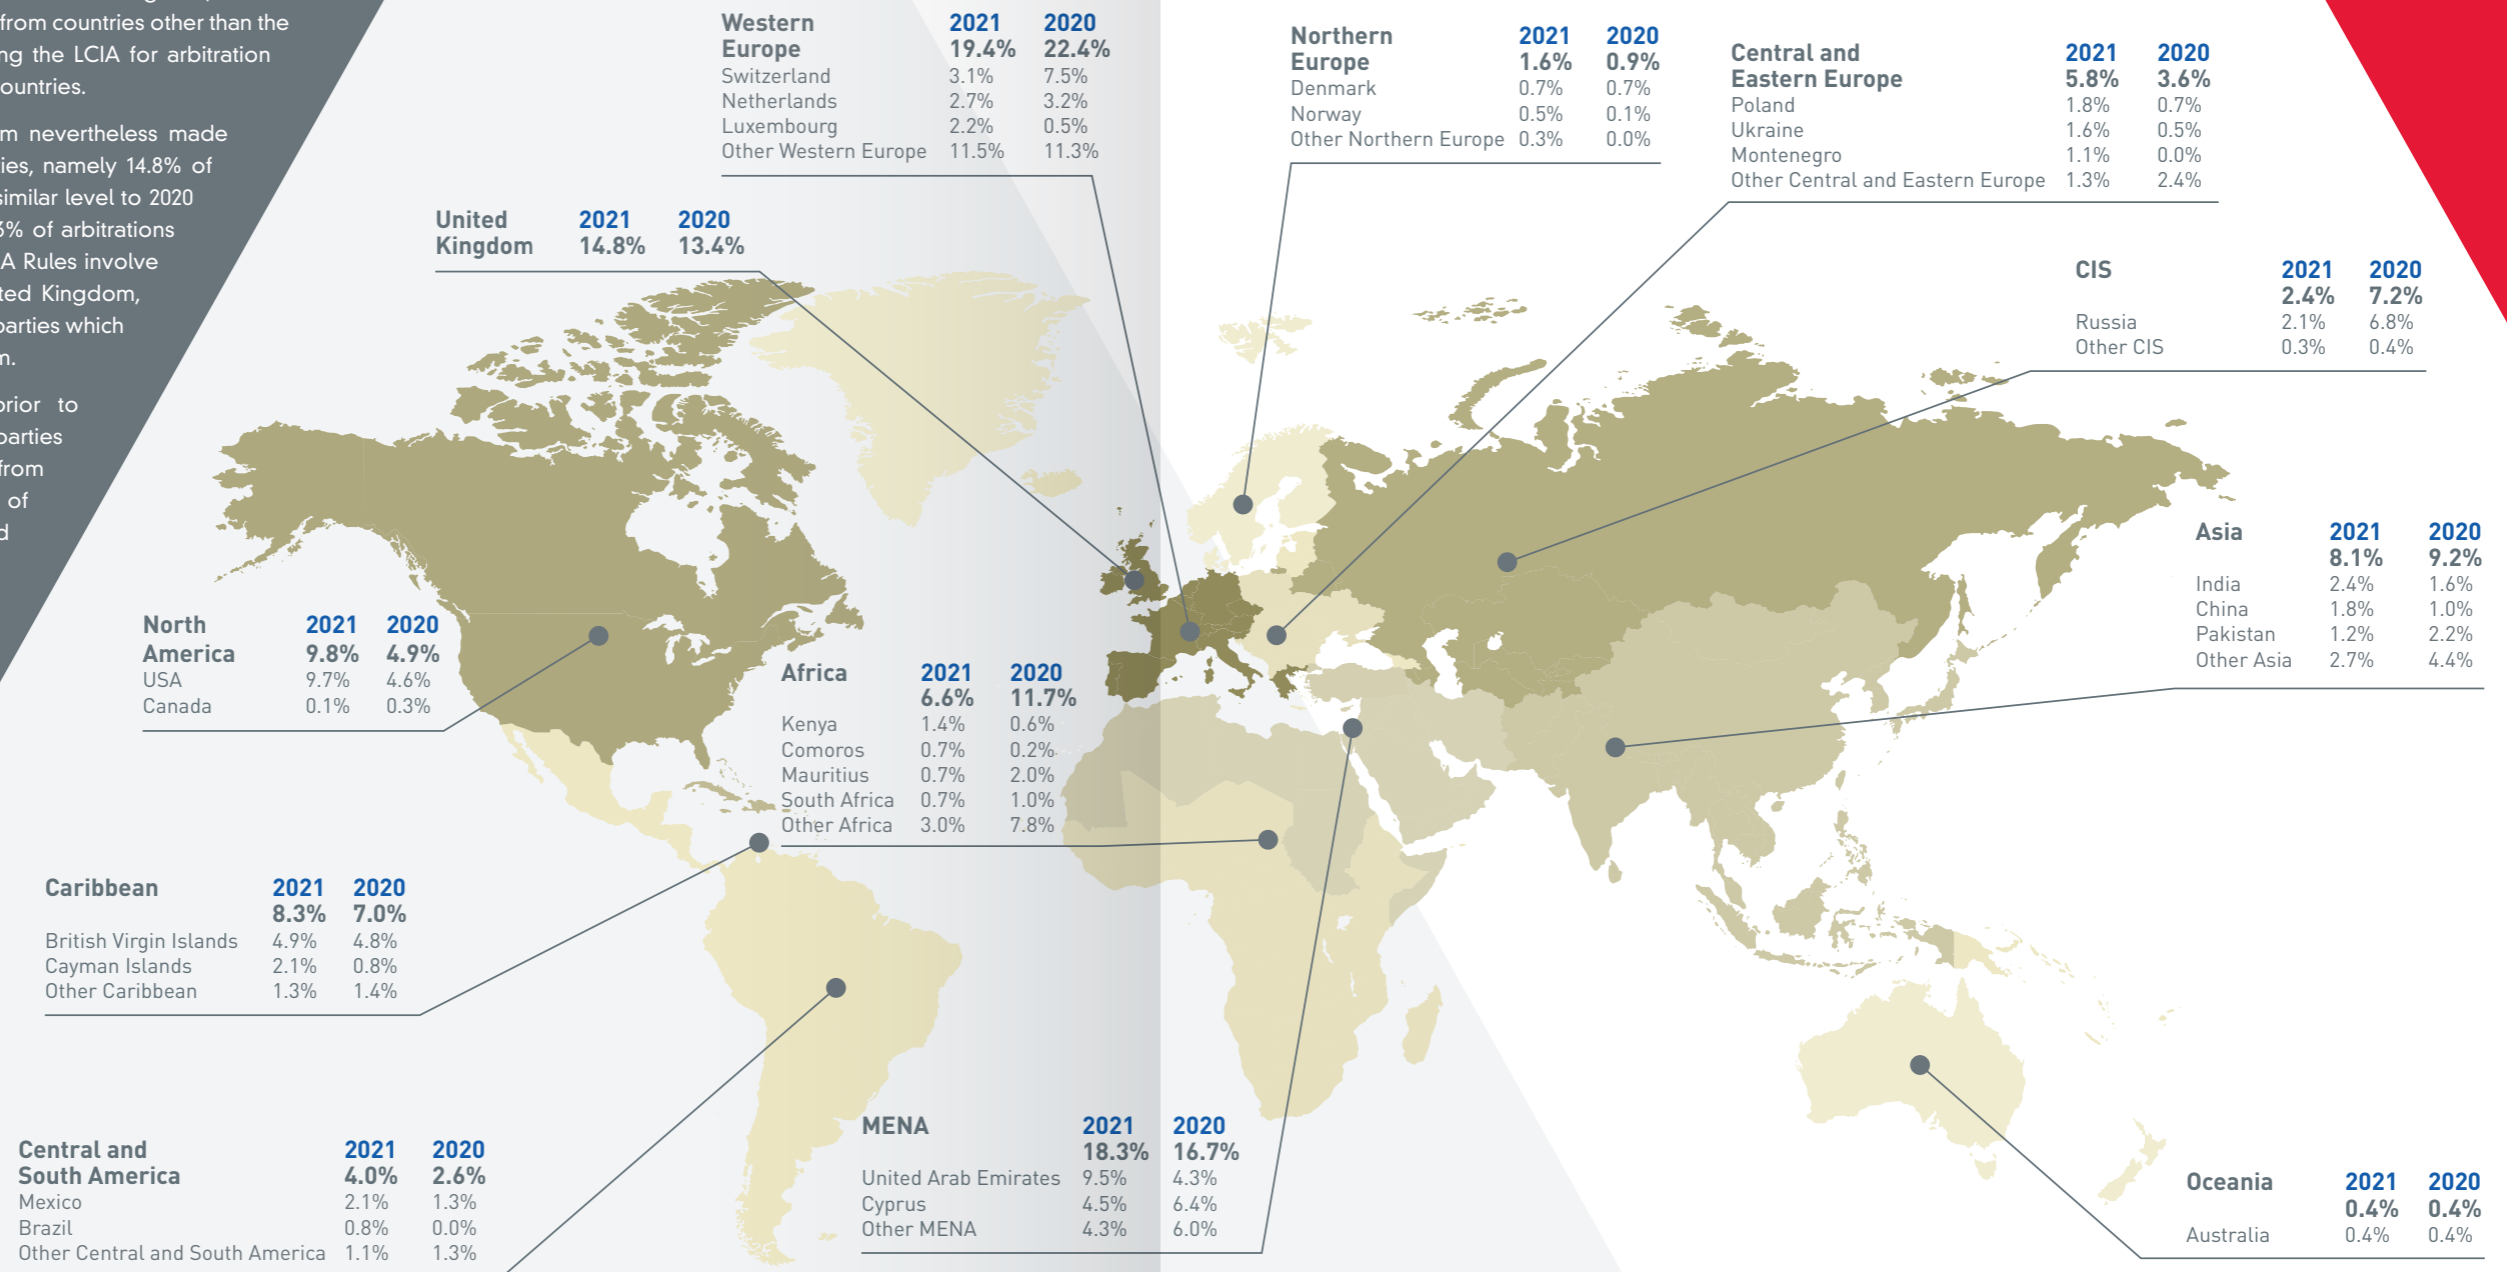 from countries other than the
ng the LCIA for arbitration
ountries.
m nevertheless made
ties, namely 14.8% of
similar level to 2020
% of arbitrations
A Rules involve
ted Kingdom,
parties which
m.
prior to
parties
from
of
d
Western 2021 2020
Europe 19.4% 22.4%
Switzerland 3.1% 7.5%
Netherlands 2.7% 3.2%
Luxembourg 2.2% 0.5%
Other Western Europe 11.5% 11.3%
Northern 2021 2020
Europe 1.6% 0.9%
Denmark 0.7% 0.7%
Norway 0.5% 0.1%
Other Northern Europe 0.3% 0.0%
Central and 2021 2020
Eastern Europe 5.8% 3.6%
Poland 1.8% 0.7%
Ukraine 1.6% 0.5%
Montenegro 1.1% 0.0%
Other Central and Eastern Europe 1.3% 2.4%
United 2021 2020
Kingdom 14.8% 13.4%
CIS 2021 2020
2.4% 7.2%
Russia 2.1% 6.8%
Other CIS 0.3% 0.4%
Asia 2021 2020
8.1% 9.2%
India 2.4% 1.6%
China 1.8% 1.0%
Pakistan 1.2% 2.2%
Other Asia 2.7% 4.4%
North 2021 2020
America 9.8% 4.9%
USA 9.7% 4.6%
Canada 0.1% 0.3%
Africa 2021 2020
6.6% 11.7%
Kenya 1.4% 0.6%
Comoros 0.7% 0.2%
Mauritius 0.7% 2.0%
South Africa 0.7% 1.0%
Other Africa 3.0% 7.8%
Caribbean 2021 2020
8.3% 7.0%
British Virgin Islands 4.9% 4.8%
Cayman Islands 2.1% 0.8%
Other Caribbean 1.3% 1.4%
Central and 2021 2020
South America 4.0% 2.6%
Mexico 2.1% 1.3%
Brazil 0.8% 0.0%
Other Central and South America 1.1% 1.3%
MENA 2021 2020
18.3% 16.7%
United Arab Emirates 9.5% 4.3%
Cyprus 4.5% 6.4%
Other MENA 4.3% 6.0%
Oceania 2021 2020
0.4% 0.4%
Australia 0.4% 0.4%